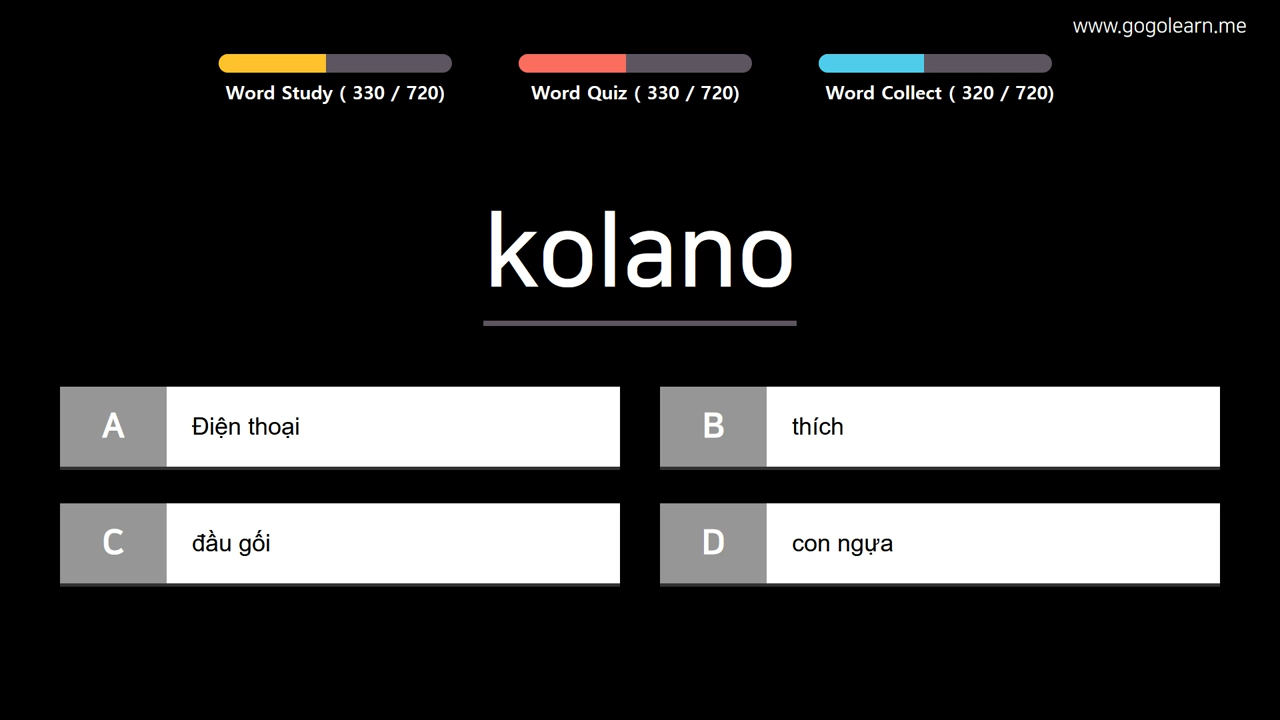 www.gogolearn.me
Word Study ( 330 / 720)
Word Quiz ( 330 / 720)
Word Collect ( 320 / 720)
kolano
A
Điện thoại
B
thích
C
đầu gối
D
con ngựa